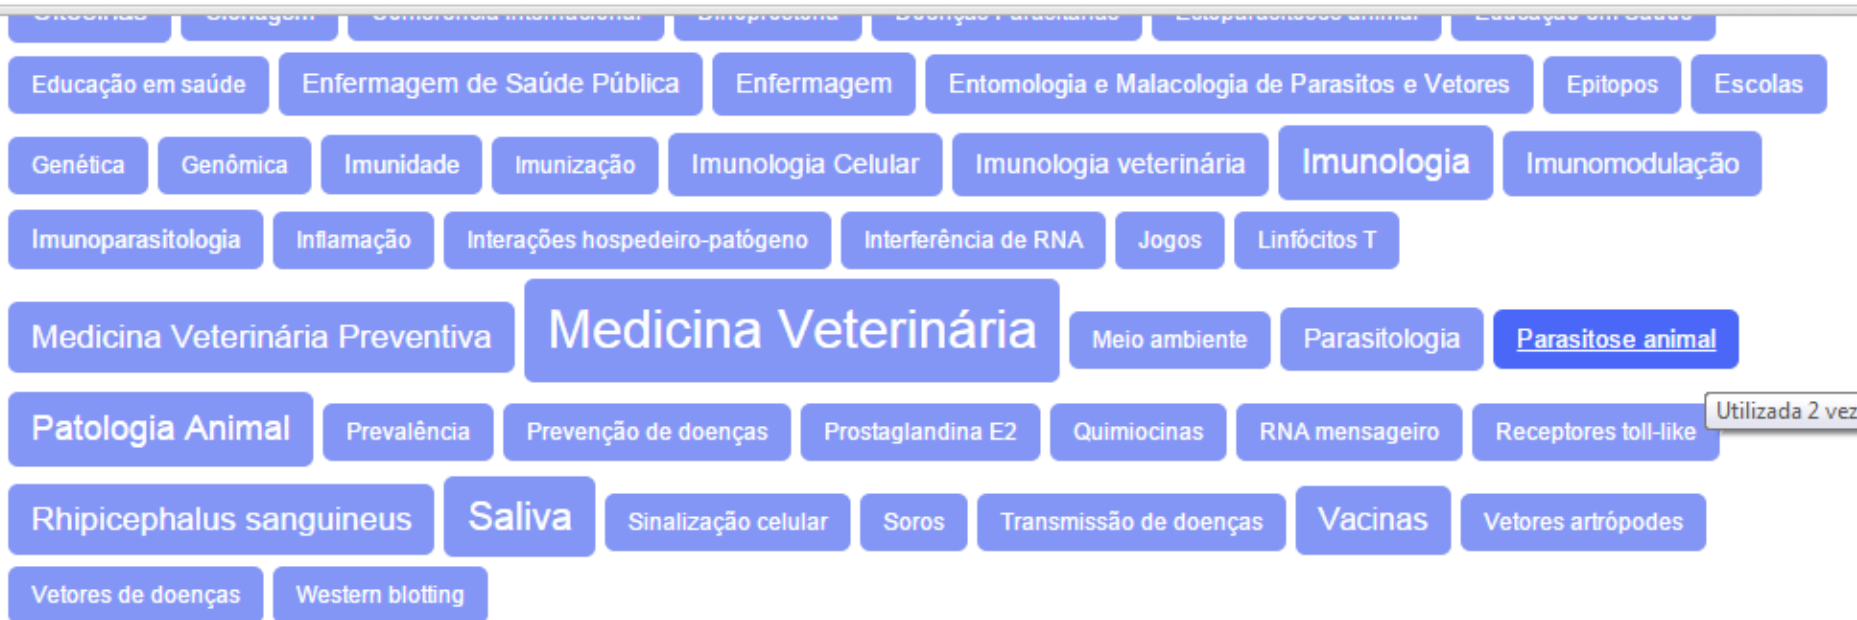 Educação em saúde Enfermagem de Saúde Pública Enfermagem Entomologia e Malacologia de Parasitos e Vetores Epitopos Escolas
Genética Genômica Imunidade Imunização Imunologia Celular Imunologia veterinária Imunologia Imunomodulação
Imunoparasitologia Inflamação Interações hospedeiro-patógeno Interferência de RNA Jogos Linfócitos T
Medicina Veterinária Preventiva Medicina Veterinária Meio ambiente Parasitologia Parasitose animal
Utilizada 2 vez
Patologia Animal Prevalência Prevenção de doenças Prostaglandina E2 Quimiocinas RNA mensageiro Receptores toll-like
Rhipicephalus sanguineus Saliva Sinalização celular Soros Transmissão de doenças Vacinas Vetores artrópodes
Vetores de doenças Western blotting